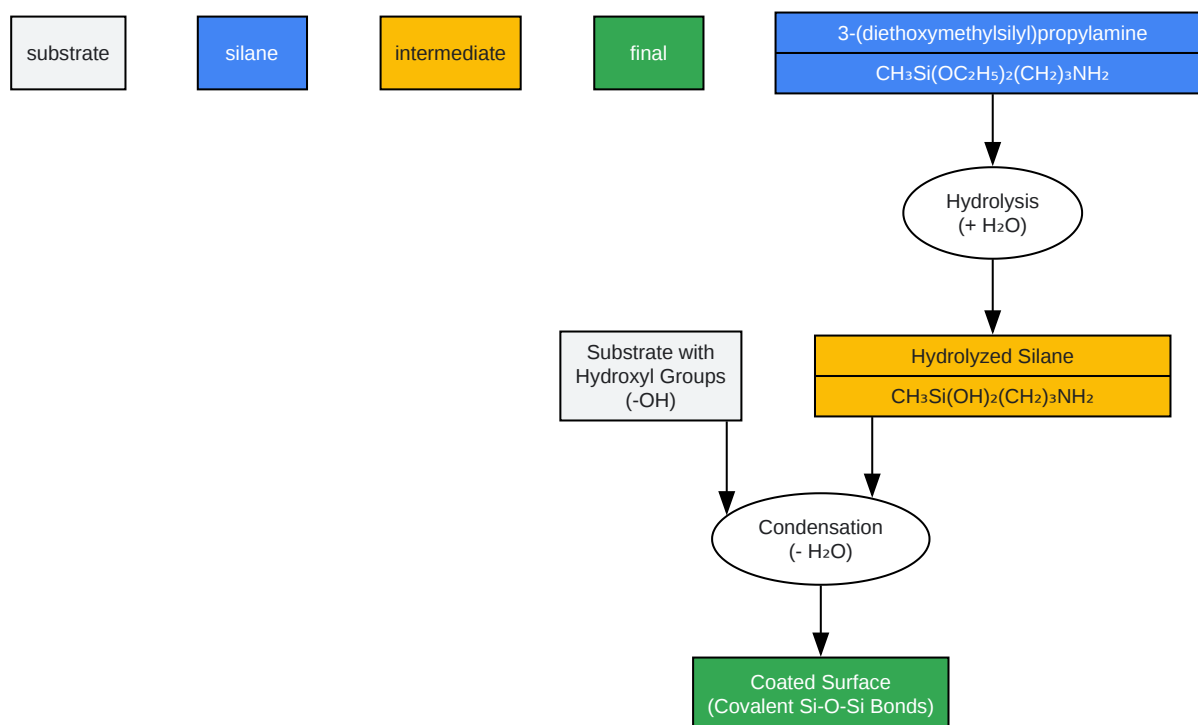 substrate
silane
intermediate
final
3-(diethoxymethylsilyl)propylamine
CH₃Si(OC₂H₅)₂(CH₂)₃NH₂
Hydrolysis
(+ H₂O)
Substrate with
Hydroxyl Groups
(-OH)
Hydrolyzed Silane
CH₃Si(OH)₂(CH₂)₃NH₂
Condensation
(- H₂O)
Coated Surface
(Covalent Si-O-Si Bonds)